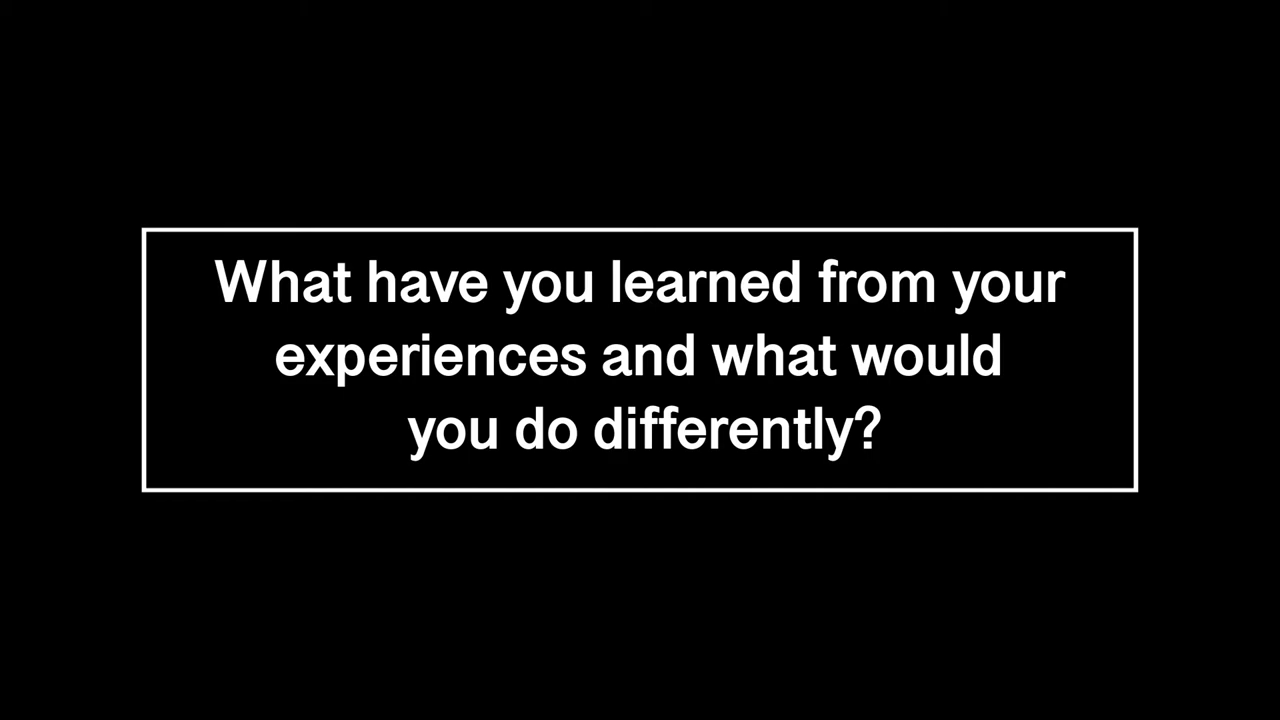 What have you learned from your
experiences and what would
you do differently?